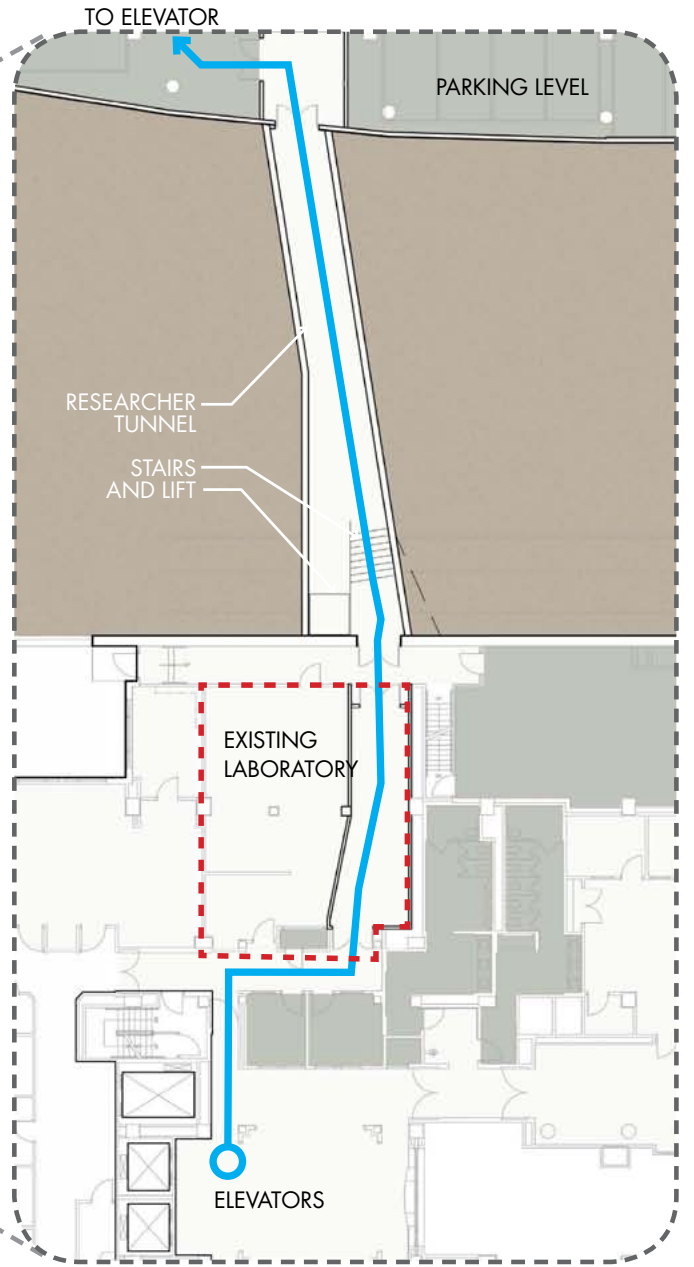 TO ELEVATOR
PARKING LEVEL
RESEARCHER
TUNNEL
STAIRS
AND LIFT
EXISTING
LABORATORY
ELEVATORS